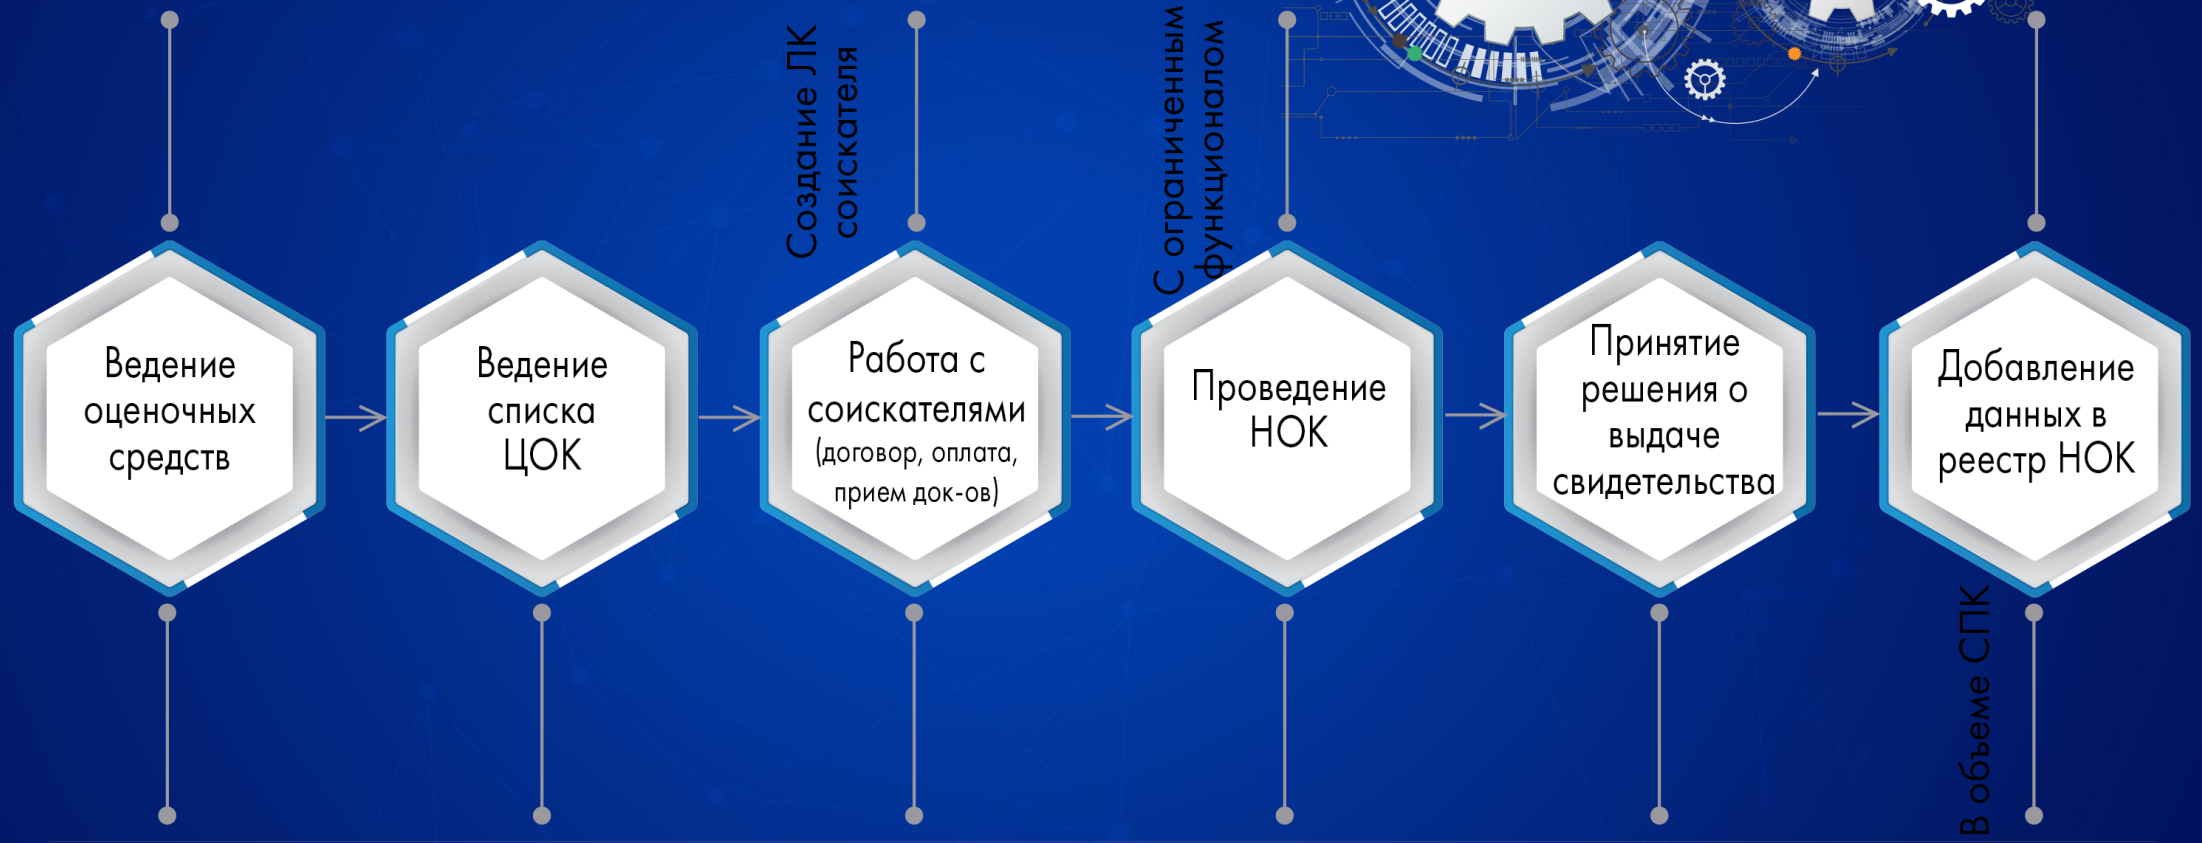 Создание ЛК
соискателя
С ограниченным
функционалом
Ведение
оценочных
средств
Ведение
списка
ЦОК
Работа с
соискателями
(договор, оплата,
прием док-ов)
Проведение
НОК
Принятие
решения о
выдаче
свидетельства
Добавление
данных в
реестр НОК
В объеме СПК